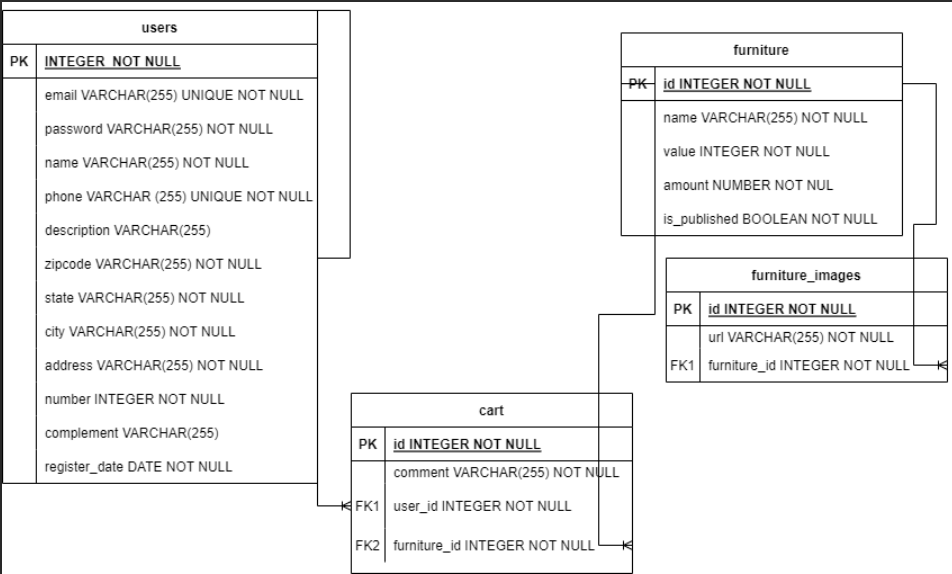 users
PK INTEGER NOT NULL
email VARCHAR(255) UNIQUE NOT NULL
password VARCHAR(255) NOT NULL
name VARCHAR(255) NOT NULL
phone VARCHAR (255) UNIQUE NOT NULL
description VARCHAR(255)
zipcode VARCHAR(255) NOT NULL
state VARCHAR(255) NOT NULL
city VARCHAR(255) NOT NULL
address VARCHAR(255) NOT NULL
number INTEGER NOT NULL
complement VARCHAR(255)
register_date DATE NOT NULL
furniture
PK id INTEGER NOT NULL
name VARCHAR(255) NOT NULL
value INTEGER NOT NULL
amount NUMBER NOT NUL
is_published BOOLEAN NOT NULL
furniture_images
PK id INTEGER NOT NULL
url VARCHAR(255) NOT NULL
FK1 furniture_id INTEGER NOT NULL
cart
PK id INTEGER NOT NULL
comment VARCHAR(255) NOT NULL
FK1 user_id INTEGER NOT NULL
FK2 furniture_id INTEGER NOT NULL